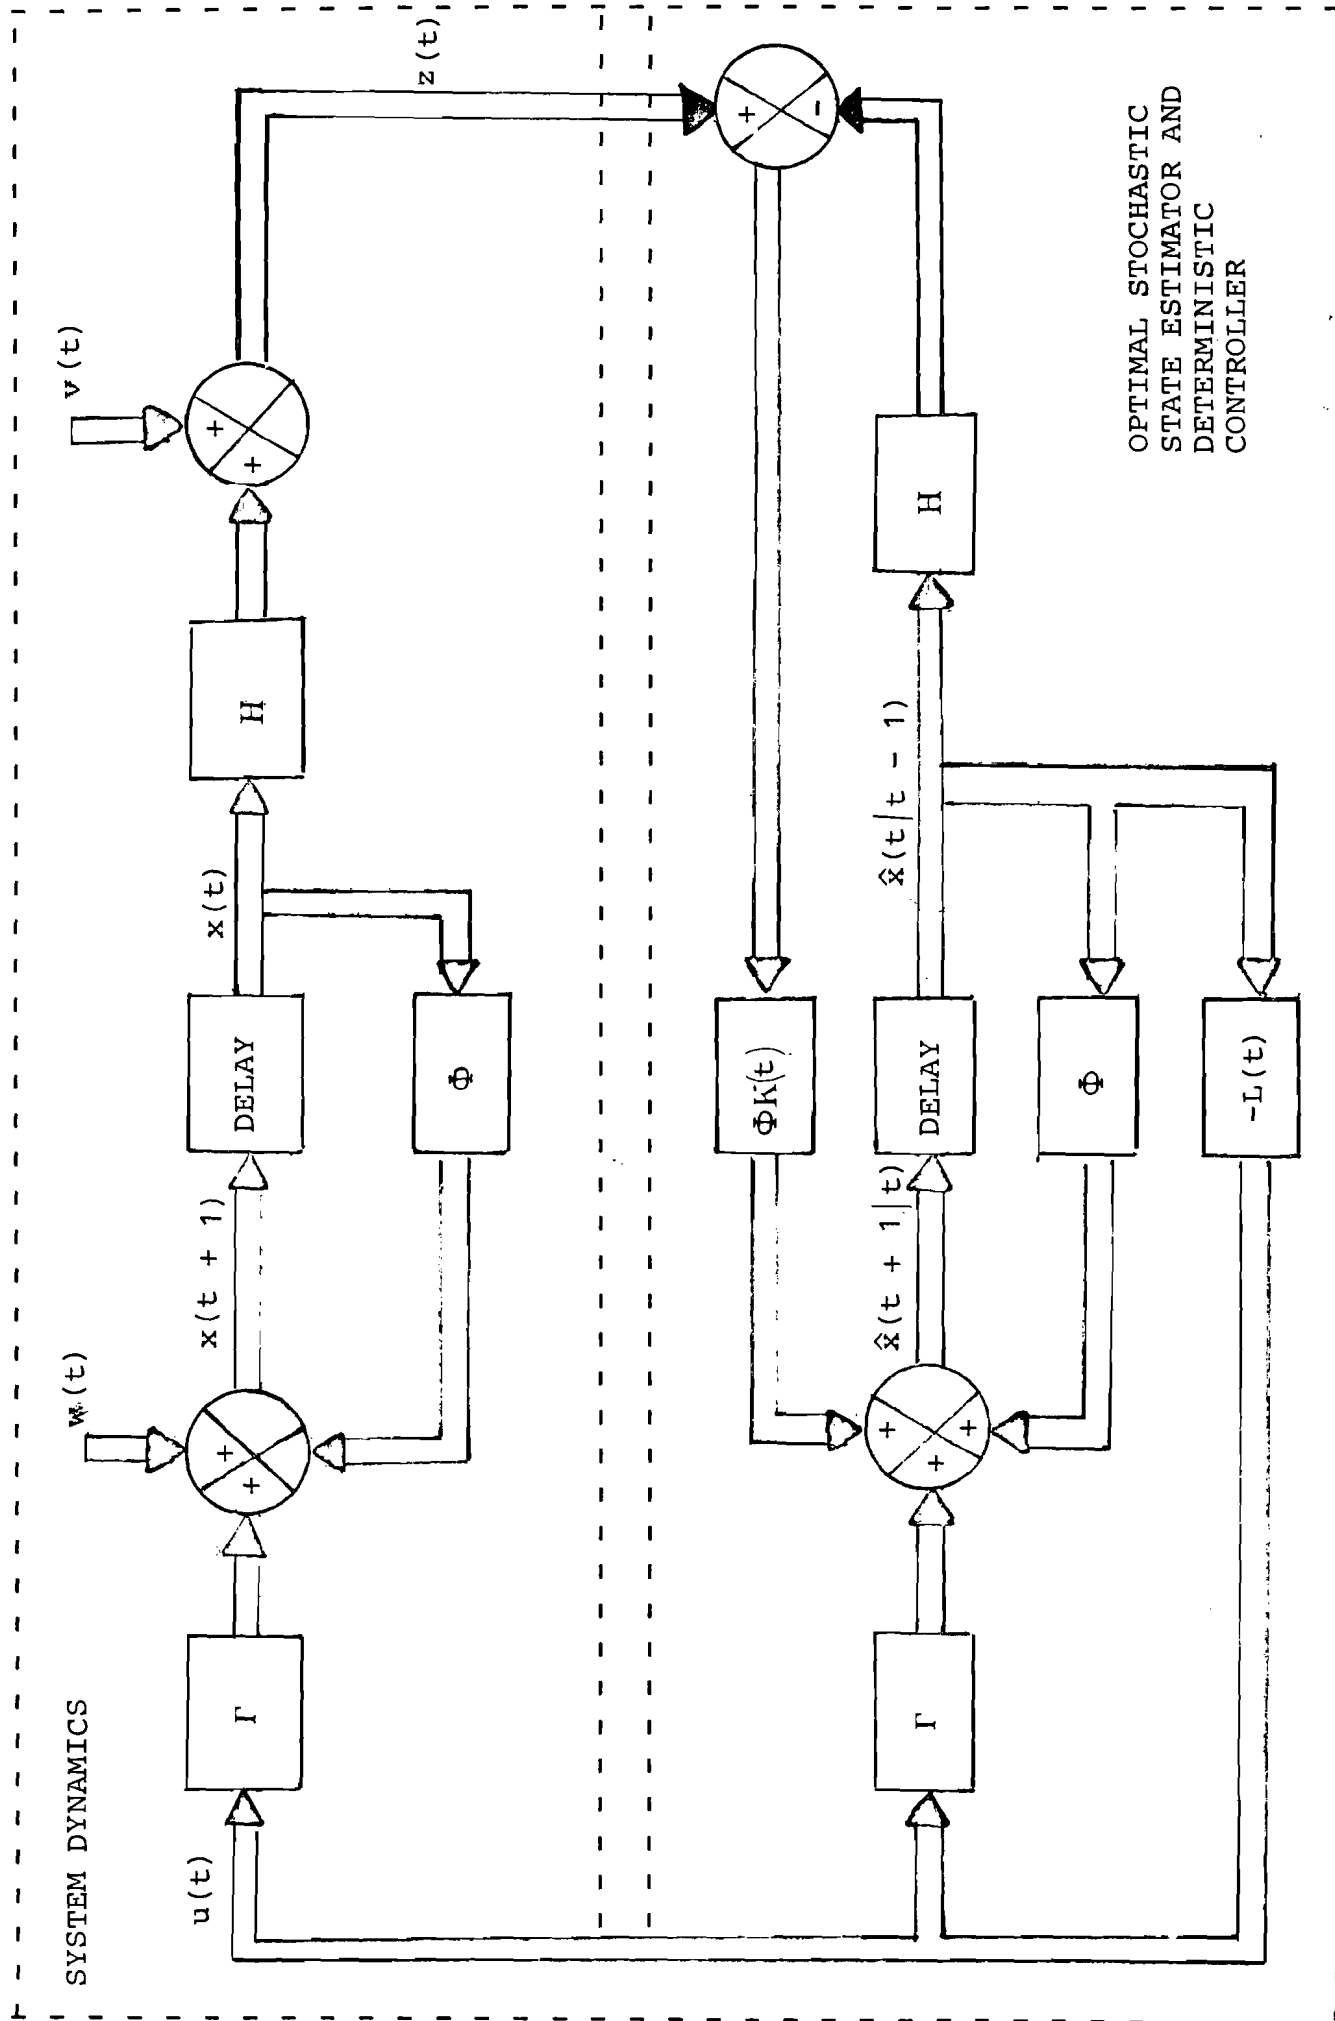 SYSTEM DYNAMICS
w(t)
v(t)
u(t)
Γ
+
+
x(t + 1)
DELAY
x(t)
H
+
+
z(t)
Φ
ΦK(t)
+
-
Γ
+
+
+
x̂(t + 1|t)
DELAY
x̂(t|t - 1)
H
Φ
-L(t)
OPTIMAL STOCHASTIC
STATE ESTIMATOR AND
DETERMINISTIC
CONTROLLER